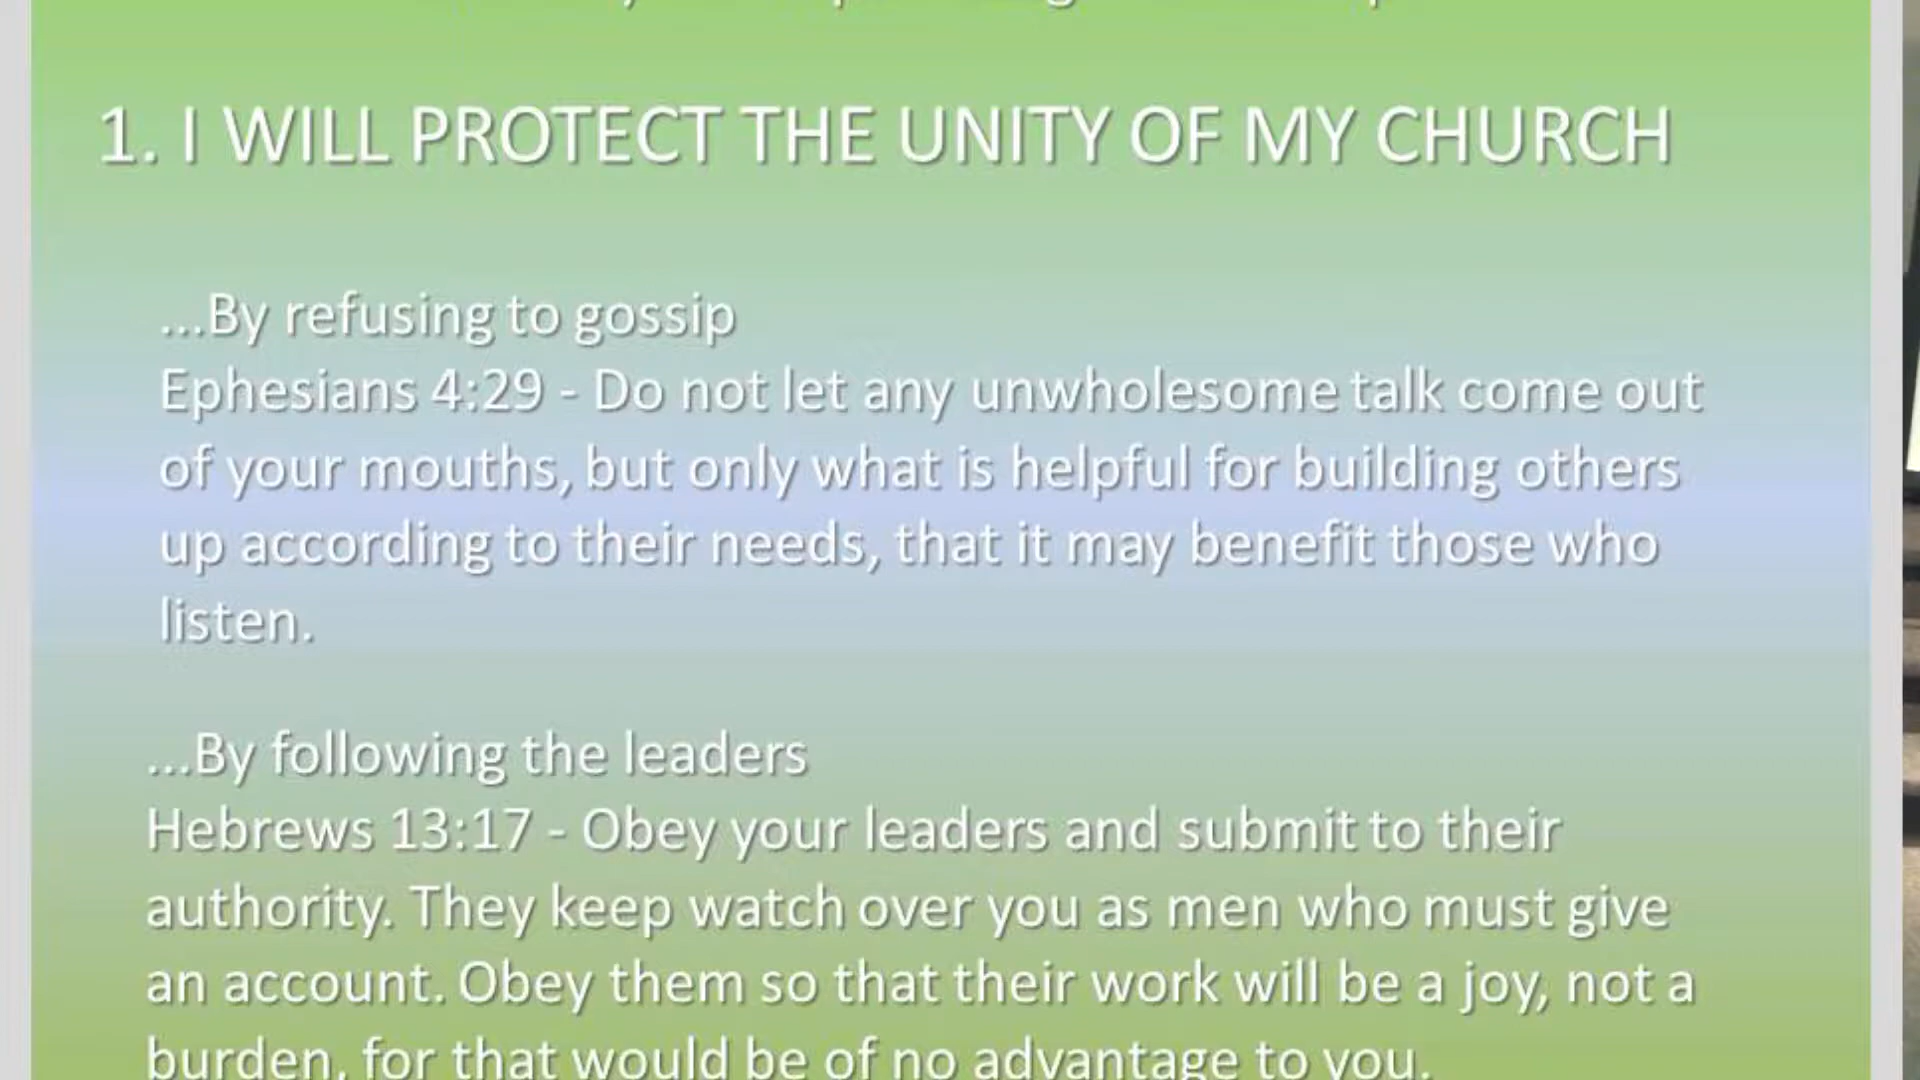 1. I WILL PROTECT THE UNITY OF MY CHURCH
...By refusing to gossip
Ephesians 4:29 - Do not let any unwholesome talk come out
of your mouths, but only what is helpful for building others
up according to their needs, that it may benefit those who
listen.
...By following the leaders
Hebrews 13:17 - Obey your leaders and submit to their
authority. They keep watch over you as men who must give
an account. Obey them so that their work will be a joy, not a
burden, for that would be of no advantage to you.